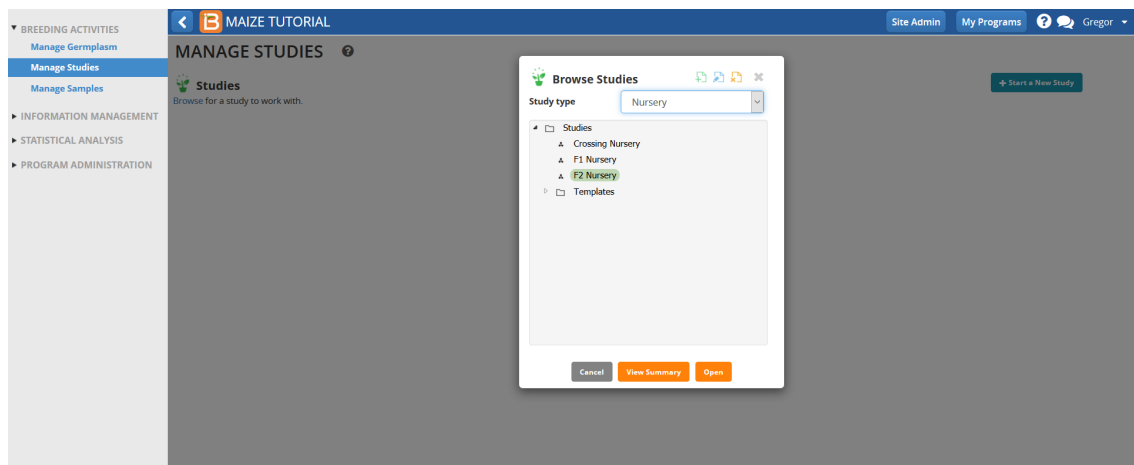 BREEDING ACTIVITIES
Manage Germplasm
Manage Studies
Manage Samples
INFORMATION MANAGEMENT
STATISTICAL ANALYSIS
PROGRAM ADMINISTRATION
B MAIZE TUTORIAL
Site Admin My Programs ? Gregor
MANAGE STUDIES ?
Studies
Browse for a study to work with.
+ Start a New Study
Browse Studies
Study type Nursery
Studies
Crossing Nursery
F1 Nursery
F2 Nursery
Templates
Cancel View Summary Open